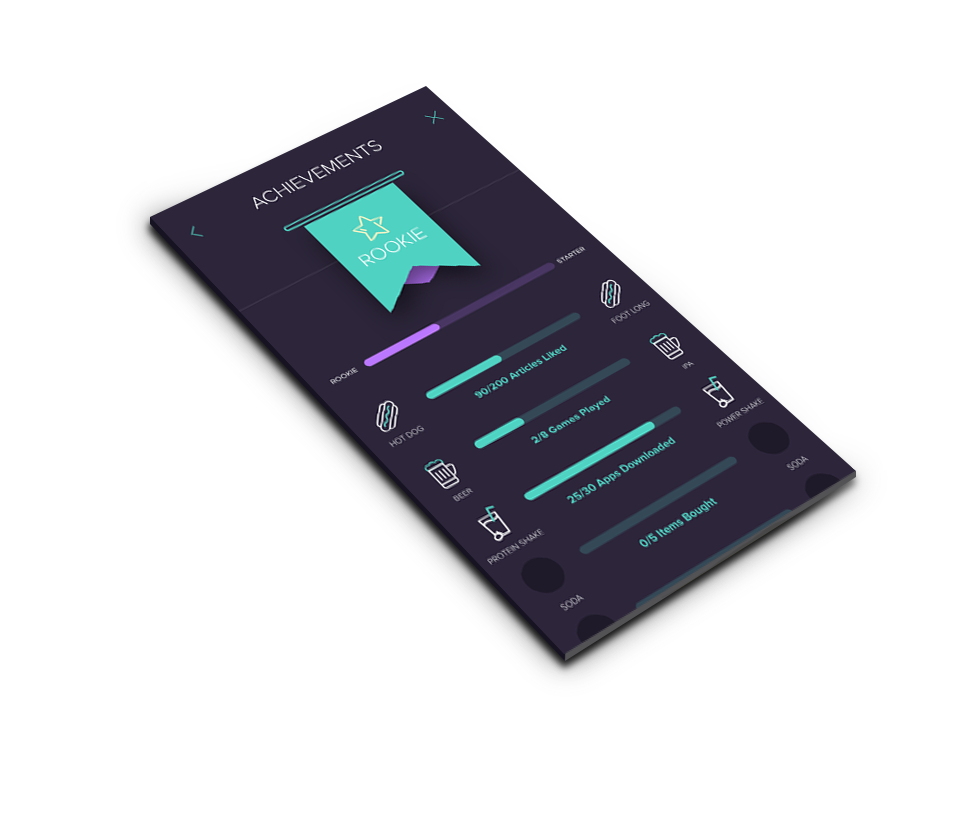 ACHIEVEMENTS
ROOKIE
ROOKIE
STARTER
HOT DOG
90/200 Articles Liked
FOOT LONG
BEER
2/8 Games Played
IPA
PROTEIN SHAKE
25/30 Apps Downloaded
POWER SHAKE
SODA
0/5 Items Bought
SODA